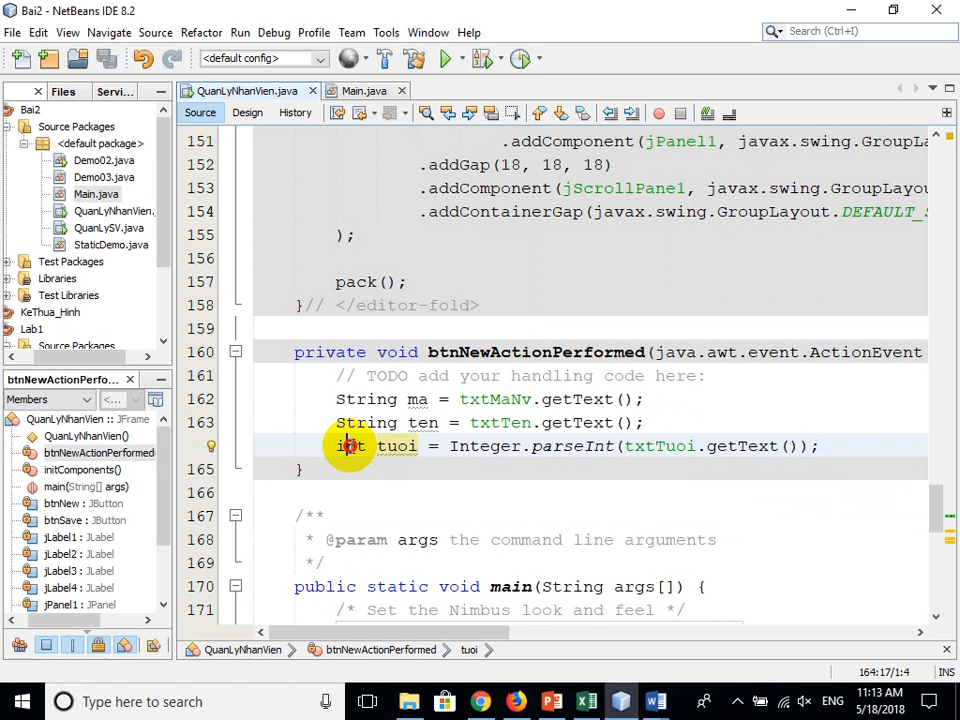 Bai2 - NetBeans IDE 8.2
File Edit View Navigate Source Refactor Run Debug Profile Team Tools Window Help
Search (Ctrl+I)
<default config>
Files Servi...
QuanLyNhanVien.java Main.java
Source Design History
Bai2
Source Packages
<default package>
Demo02.java
Demo03.java
Main.java
QuanLyNhanVien.
QuanLySV.java
StaticDemo.java
Test Packages
Libraries
Test Libraries
KeThua_Hinh
Lab1
Source Packages
151 .addComponent(jPanel1, javax.swing.GroupLa
152 .addGap(18, 18, 18)
153 .addComponent(jScrollPane1, javax.swing.GroupLayout
154 .addContainerGap(javax.swing.GroupLayout.DEFAULT_S
155 );
156
157 pack();
158 }// </editor-fold>
159
160 private void btnNewActionPerformed(java.awt.event.ActionEvent
161 // TODO add your handling code here:
162 String ma = txtMaNv.getText();
163 String ten = txtTen.getText();
int tuoi = Integer.parseInt(txtTuoi.getText());
165 }
166
167 /**
168 * @param args the command line arguments
169 */
170 public static void main(String args[]) {
171 /* Set the Nimbus look and feel */
btnNewActionPerfo...
Members <...
QuanLyNhanVien :: JFrame
QuanLyNhanVien()
btnNewActionPerformed
initComponents()
main(String[] args)
btnNew : JButton
btnSave : JButton
jLabel1 : JLabel
jLabel2 : JLabel
jLabel3 : JLabel
jLabel4 : JLabel
jPanel1 : JPanel
QuanLyNhanVien btnNewActionPerformed tuoi
164:17/1:4 INS
Type here to search
ENG
11:13 AM
5/18/2018